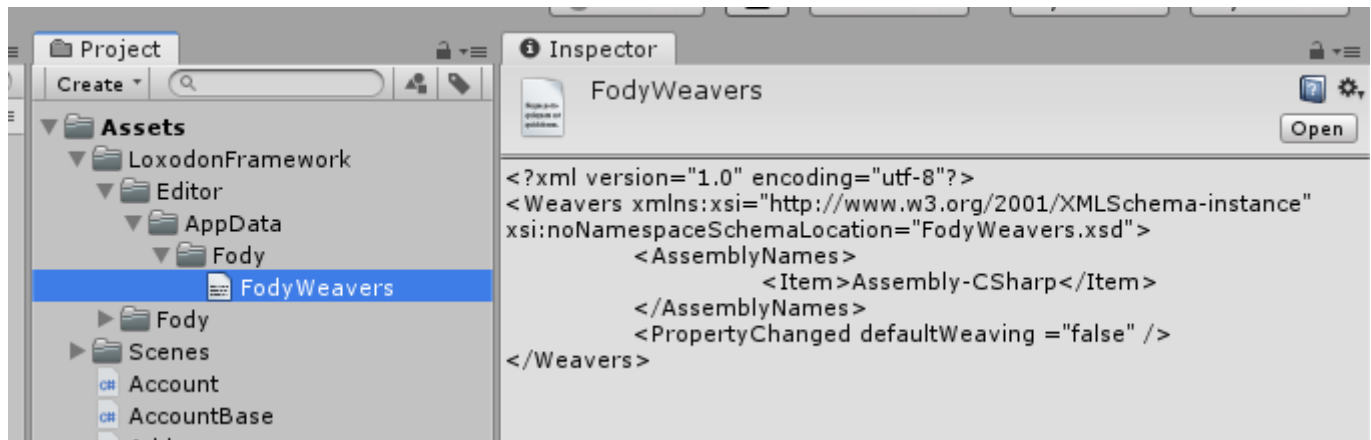 Project
Create
Assets
LoxodonFramework
Editor
AppData
Fody
FodyWeavers
Fody
Scenes
Account
AccountBase
Inspector
FodyWeavers
Open
<?xml version="1.0" encoding="utf-8"?>
<Weavers xmlns:xsi="http://www.w3.org/2001/XMLSchema-instance"
xsi:noNamespaceSchemaLocation="FodyWeavers.xsd">
<AssemblyNames>
<Item>Assembly-CSharp</Item>
</AssemblyNames>
<PropertyChanged defaultWeaving ="false" />
</Weavers>